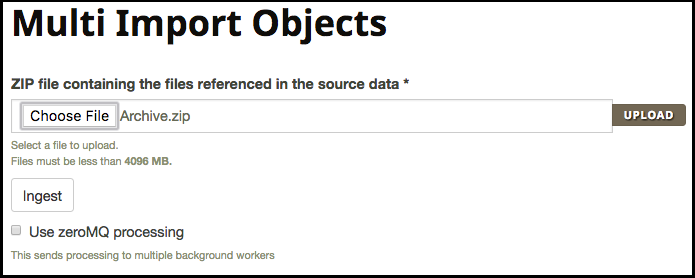 Multi Import Objects
ZIP file containing the files referenced in the source data *
Choose File Archive.zip UPLOAD
Select a file to upload.
Files must be less than 4096 MB.
Ingest
Use zeroMQ processing
This sends processing to multiple background workers